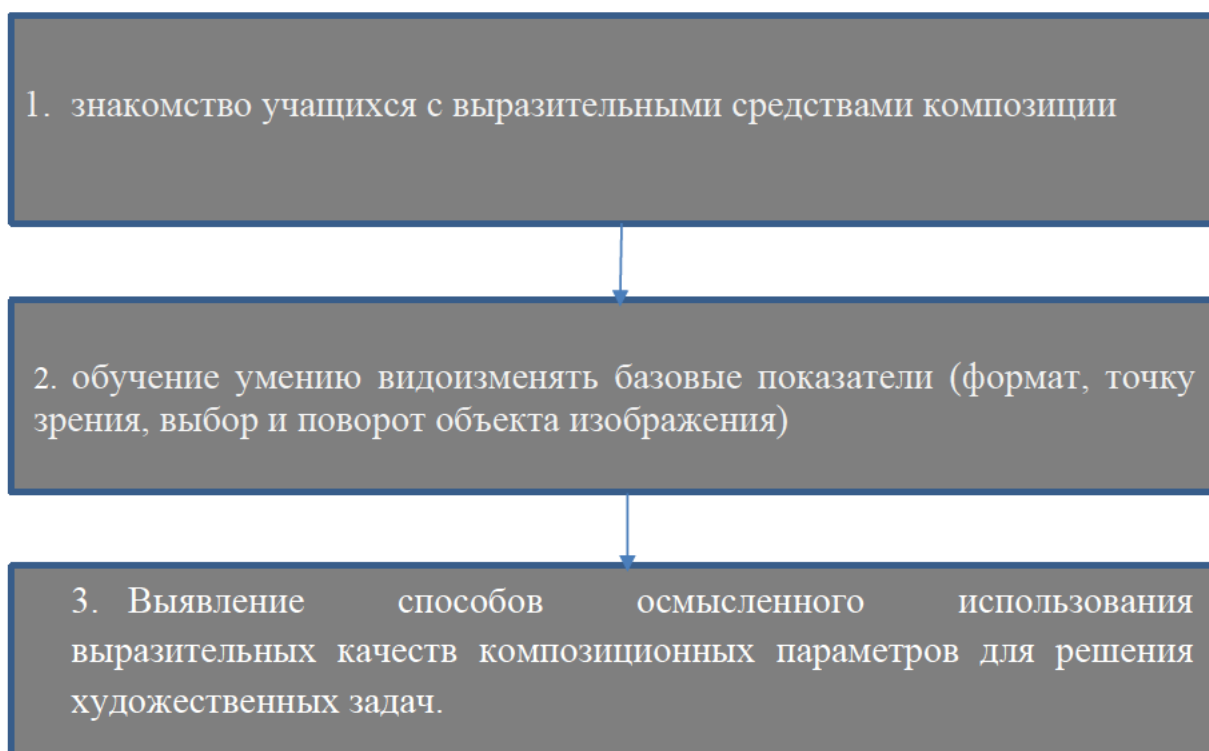 1. знакомство учащихся с выразительными средствами композиции
2. обучение умению видоизменять базовые показатели (формат, точку
зрения, выбор и поворот объекта изображения)
3. Выявление способов осмысленного использования
выразительных качеств композиционных параметров для решения
художественных задач.